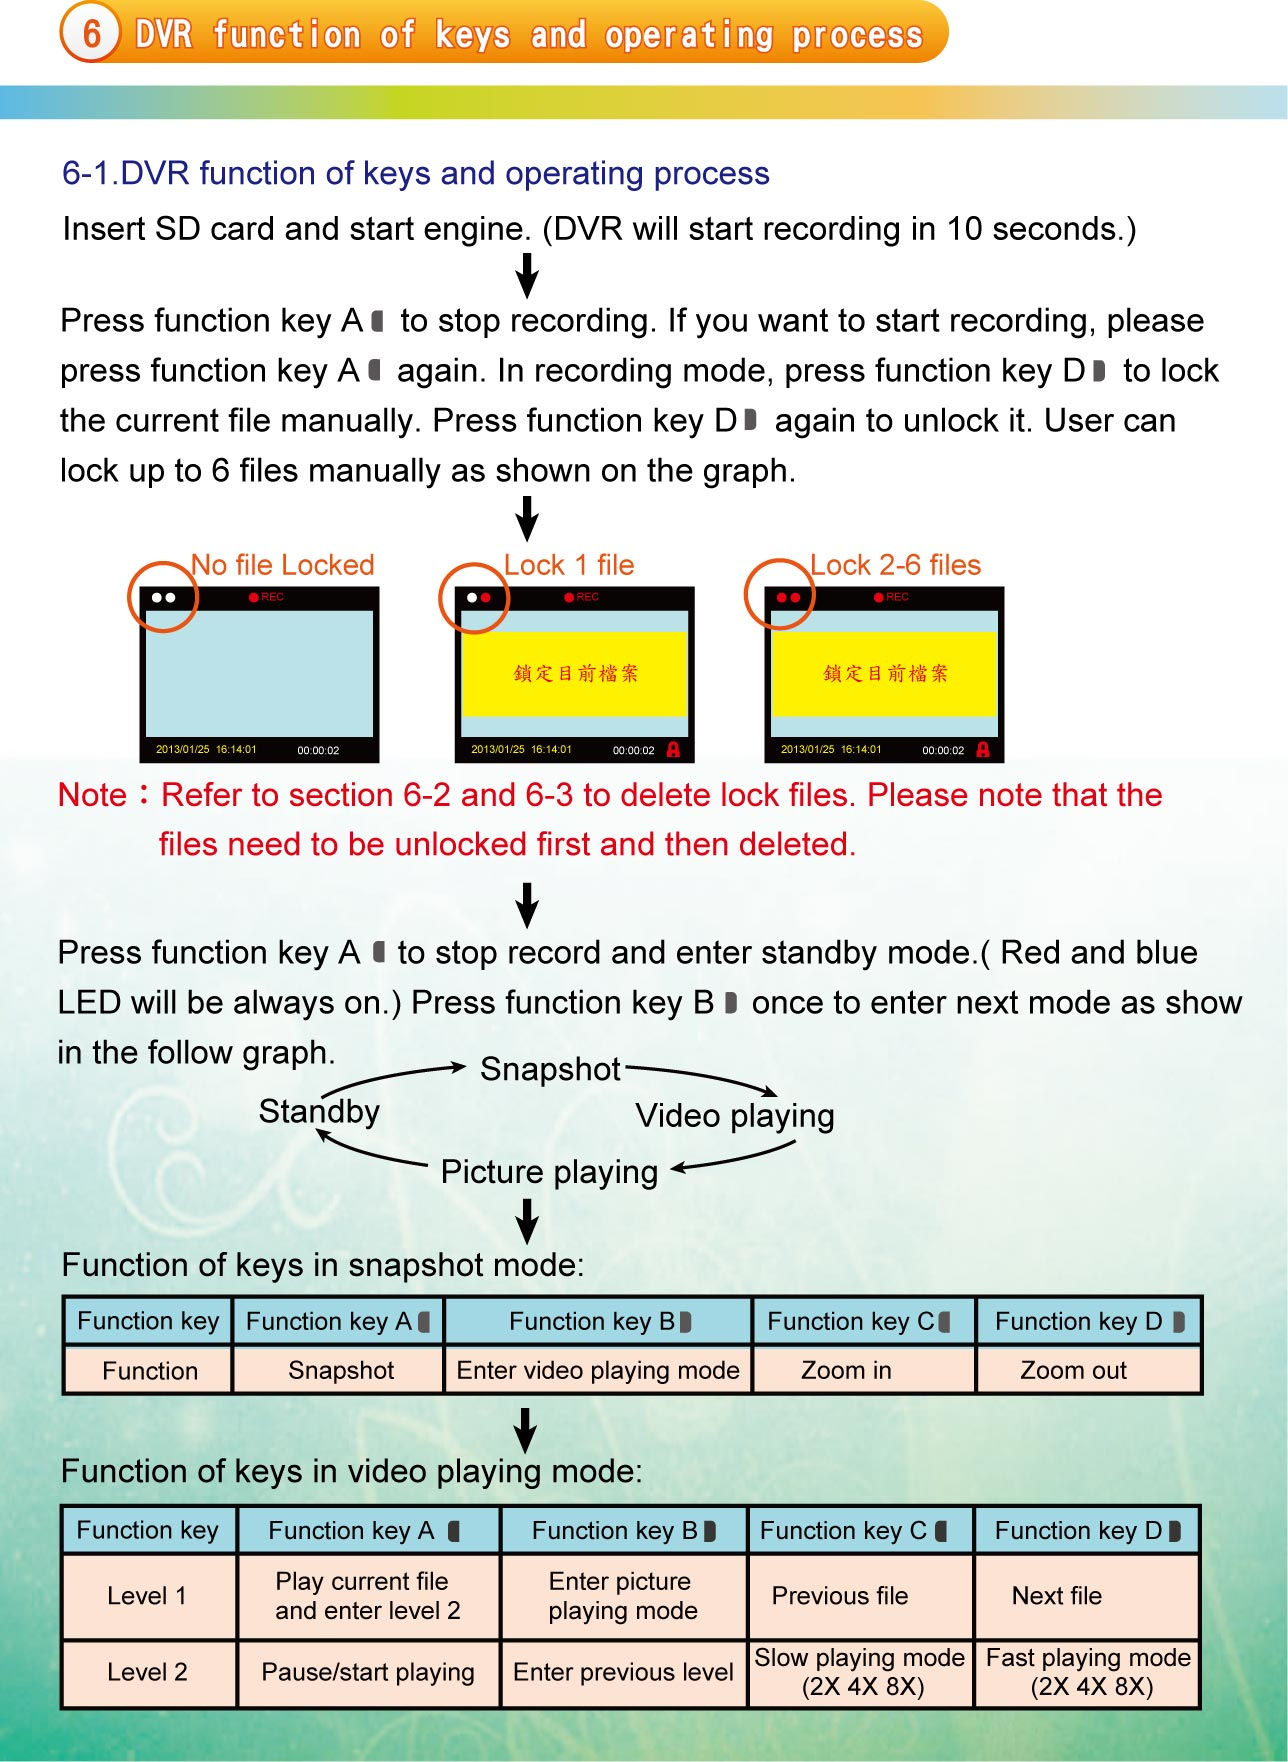 6 DVR function of keys and operating process
6-1.DVR function of keys and operating process
Insert SD card and start engine. (DVR will start recording in 10 seconds.)
Press function key A to stop recording. If you want to start recording, please
press function key A again. In recording mode, press function key D to lock
the current file manually. Press function key D again to unlock it. User can
lock up to 6 files manually as shown on the graph.
No file Locked
REC
2013/01/25 16:14:01 00:00:02
Lock 1 file
REC
鎖定目前檔案
2013/01/25 16:14:01 00:00:02
Lock 2-6 files
REC
鎖定目前檔案
2013/01/25 16:14:01 00:00:02
Note：Refer to section 6-2 and 6-3 to delete lock files. Please note that the
files need to be unlocked first and then deleted.
Press function key A to stop record and enter standby mode.( Red and blue
LED will be always on.) Press function key B once to enter next mode as show
in the follow graph.
Snapshot
Standby
Video playing
Picture playing
Function of keys in snapshot mode:
Function key Function key A Function key B Function key C Function key D
Function Snapshot Enter video playing mode Zoom in Zoom out
Function of keys in video playing mode:
Function key Function key A Function key B Function key C Function key D
Level 1
Play current file
and enter level 2
Enter picture
playing mode
Previous file
Next file
Level 2
Pause/start playing
Enter previous level
Slow playing mode
(2X 4X 8X)
Fast playing mode
(2X 4X 8X)